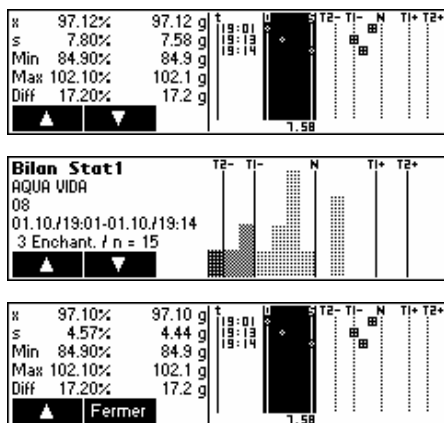 x 97.12% 97.12 g t 0 S T2- T1- N T1+ T2+
s 7.80% 7.58 g 19:01
Min 84.90% 84.9 g 19:13
Max 102.10% 102.1 g 19:14
Diff 17.20% 17.2 g
7.58
Bilan Stat1 T2- T1- N T1+ T2+
AQUA VIDA
08
01.10./19:01-01.10./19:14
3 Enchant. / n = 15
x 97.10% 97.10 g t 0 S T2- T1- N T1+ T2+
s 4.57% 4.44 g 19:01
Min 84.90% 84.9 g 19:13
Max 102.10% 102.1 g 19:14
Diff 17.20% 17.2 g
Fermer 7.58